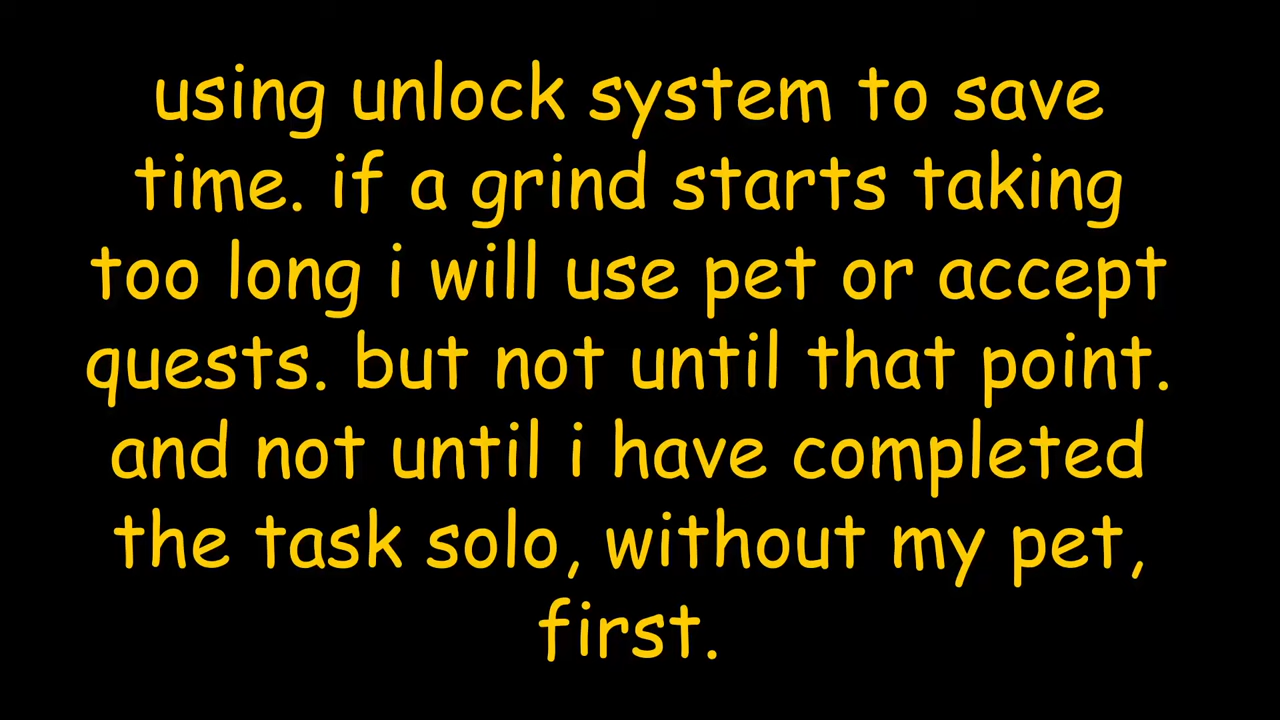 using unlock system to save
time. if a grind starts taking
too long i will use pet or accept
quests. but not until that point.
and not until i have completed
the task solo, without my pet,
first.